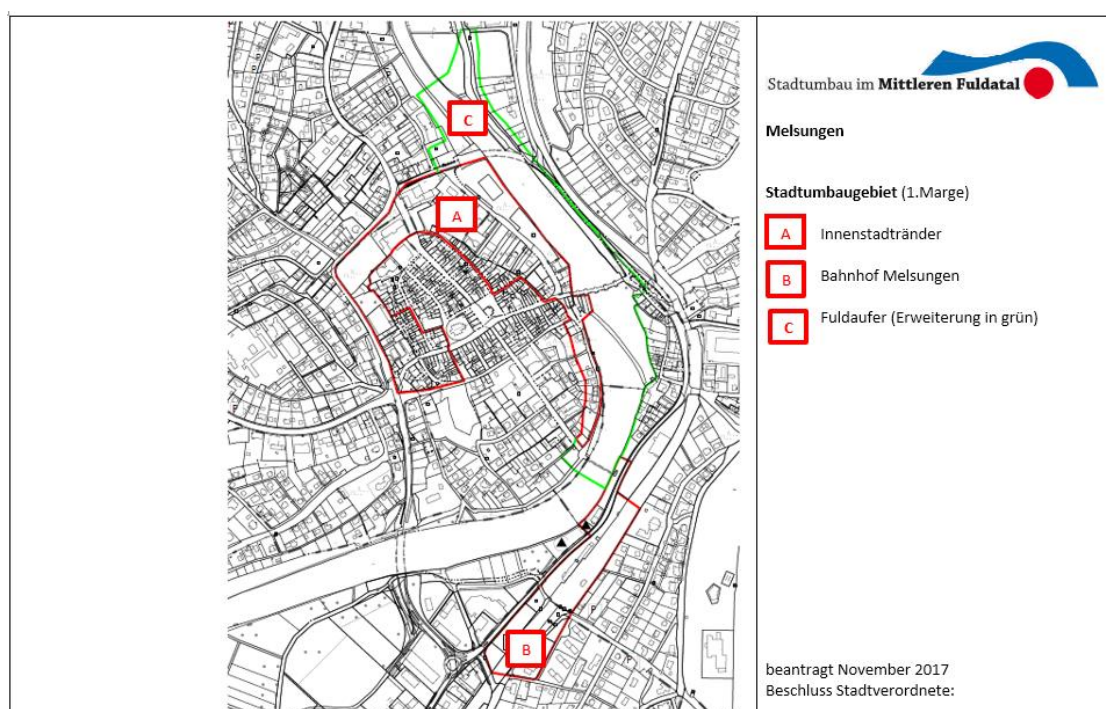 C
A
B
Stadtumbau im Mittleren Fuldatal
Melsungen
Stadtumbaugebiet (1.Marge)
A Innenstadtränder
B Bahnhof Melsungen
C Fuldaufer (Erweiterung in grün)
beantragt November 2017
Beschluss Stadtverordnete: